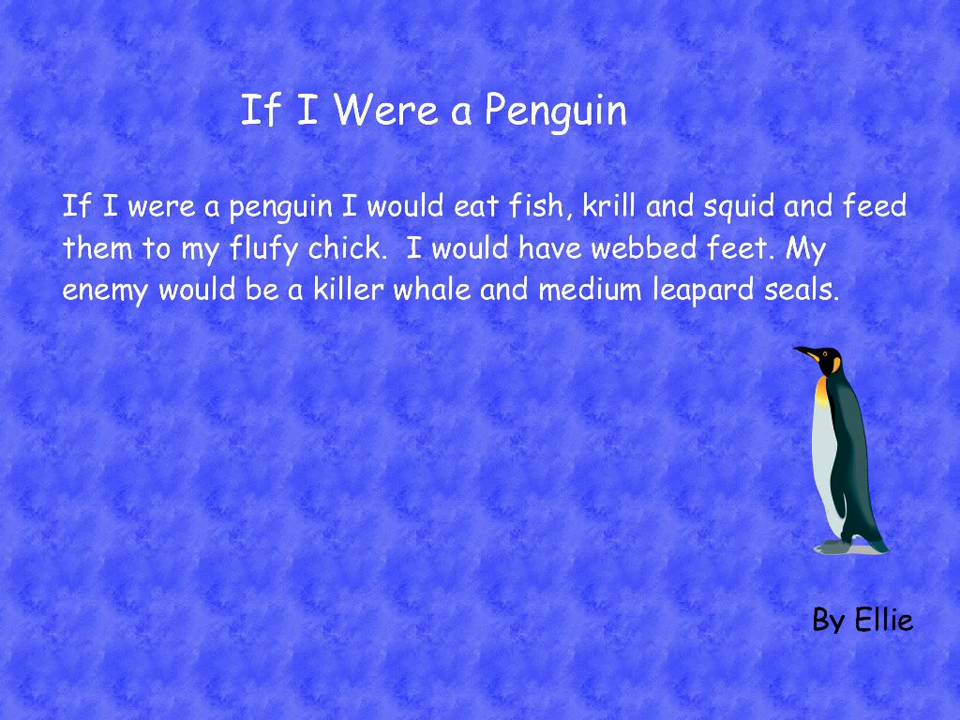 If I Were a Penguin
If I were a penguin I would eat fish, krill and squid and feed
them to my flufy chick.  I would have webbed feet. My
enemy would be a killer whale and medium leapard seals.
By Ellie